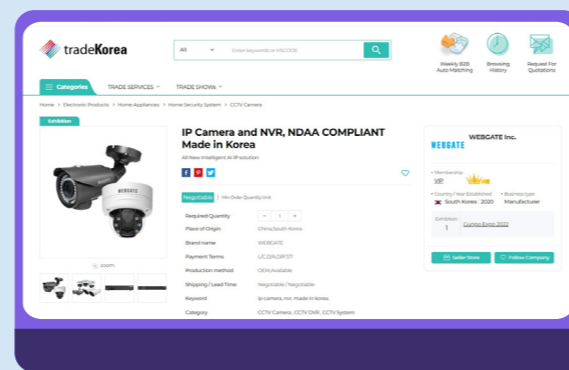 tradeKorea
All
Enter keywords or HSCODE
Weekly B2B
Auto Matching
Browsing
History
Request For
Quotations
Categories
TRADE SERVICES
TRADE SHOWs
Home > Electronic Products > Home Appliances > Home Security System > CCTV Camera
Exhibition
IP Camera and NVR, NDAA COMPLIANT
Made in Korea
All New Intelligent AI IP solution
Negotiable | Min Order Quantity:Unit
Required Quantity - 1 +
Place of Origin China,South Korea
Brand name WEBGATE
Payment Terms L/C,D/A,D/P,T/T
Production method OEM Available
Shipping / Lead Time Negotiable / Negotiable
Keyword ip camera, nvr, made in korea,
Category CCTV Camera , CCTV DVR , CCTV System
WEBGATE
zoom
WEBGATE
WEBGATE Inc.
• Membership
VIP
• Country / Year Established
South Korea 2020
• Business type
Manufacturer
Exhibition
1
Gumpo Expo 2022
Seller Store
Follow Company